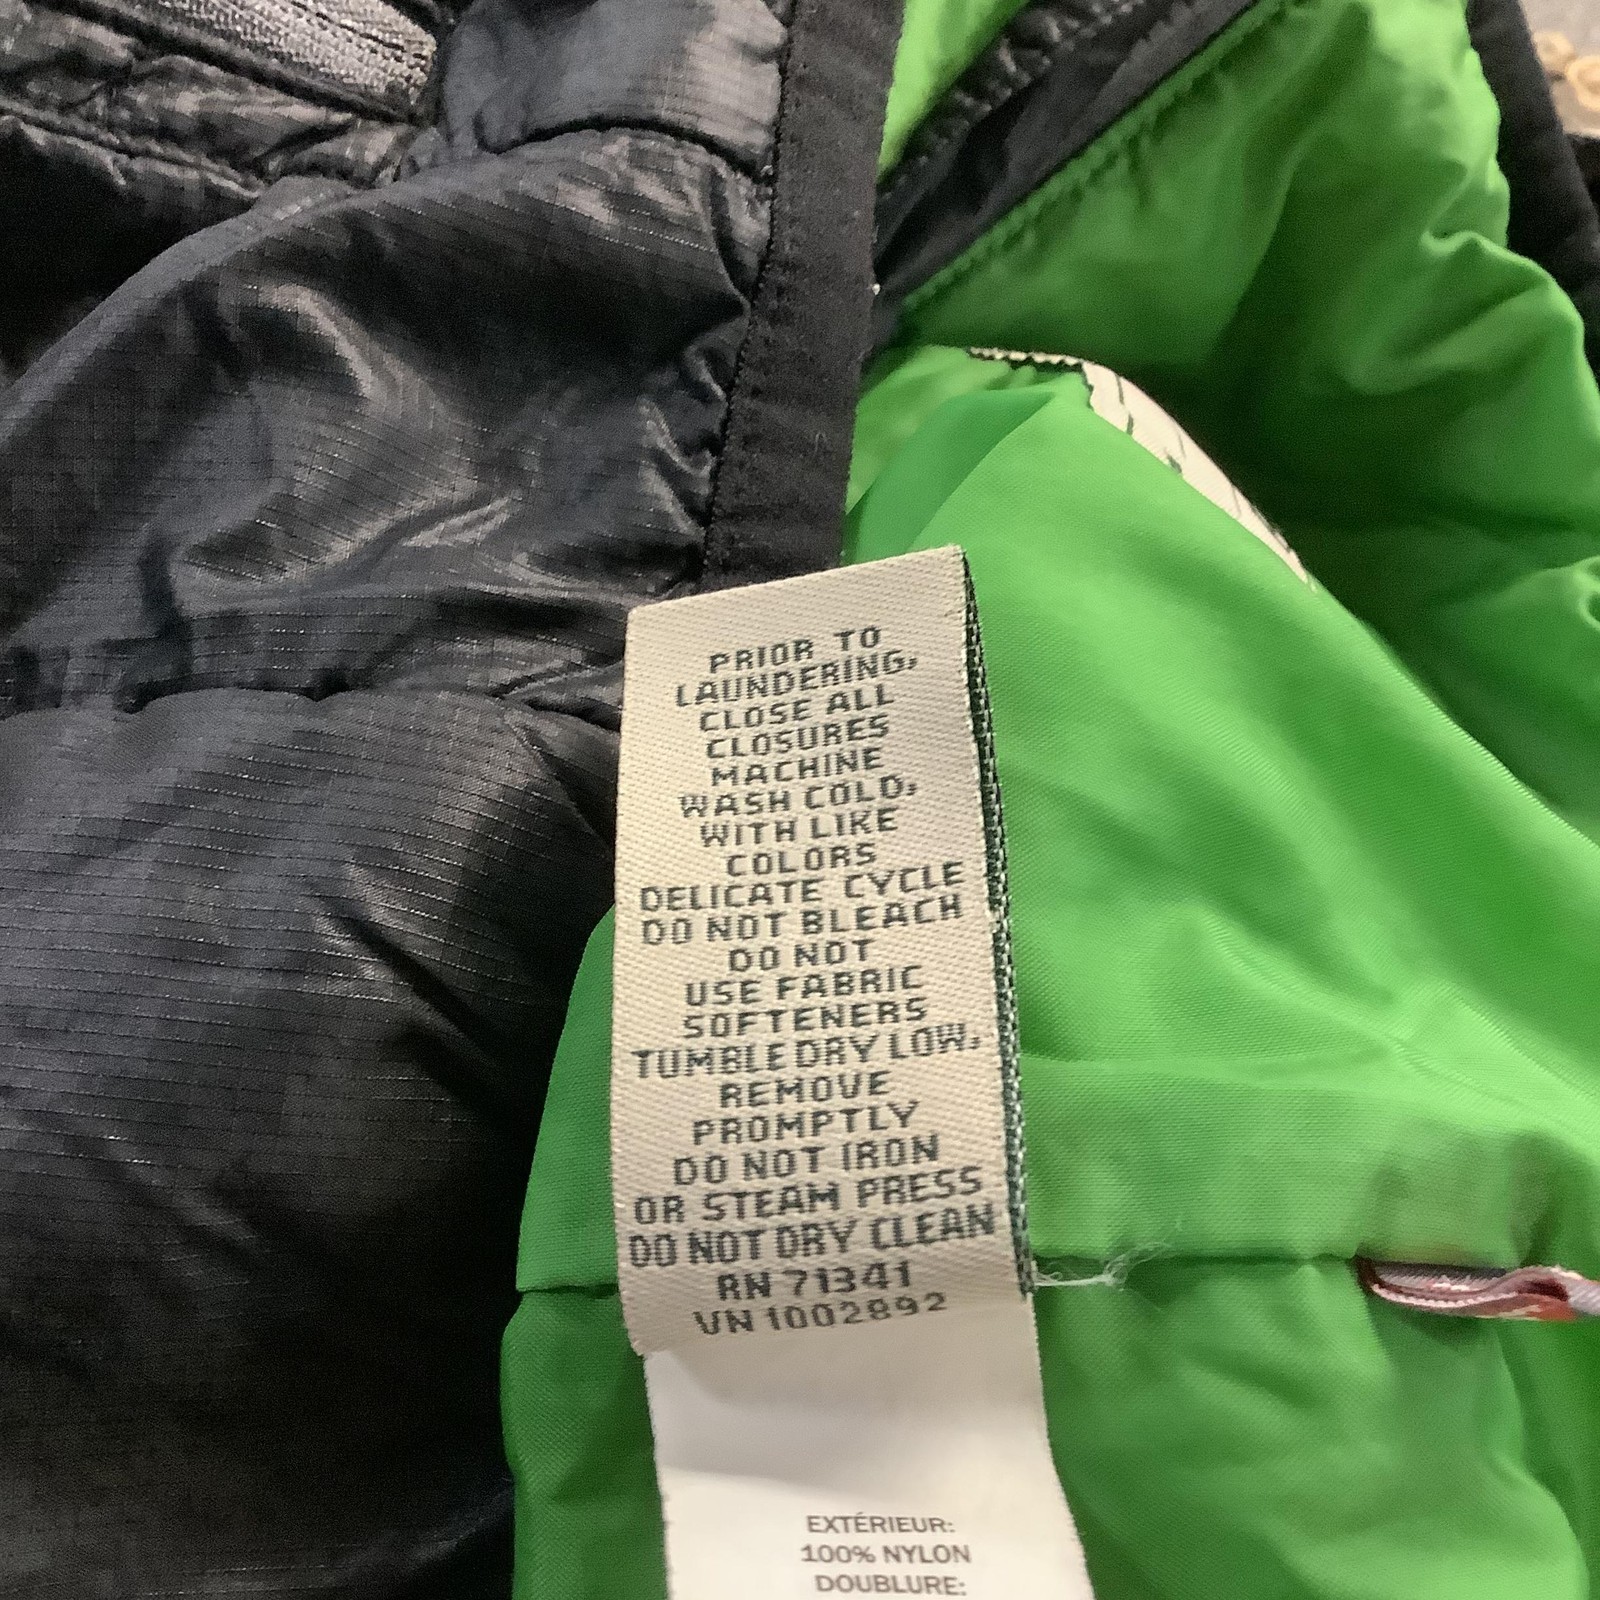 PRIOR TO
LAUNDERING,
CLOSE ALL
CLOSURES
MACHINE
WASH COLD,
WITH LIKE
COLORS
DELICATE CYCLE
DO NOT BLEACH
DO NOT
USE FABRIC
SOFTENERS
TUMBLE DRY LOW,
REMOVE
PROMPTLY
DO NOT IRON
OR STEAM PRESS
DO NOT DRY CLEAN
RN 71341
VN 1002892
EXTÉRIEUR:
100% NYLON
DOUBLURE: